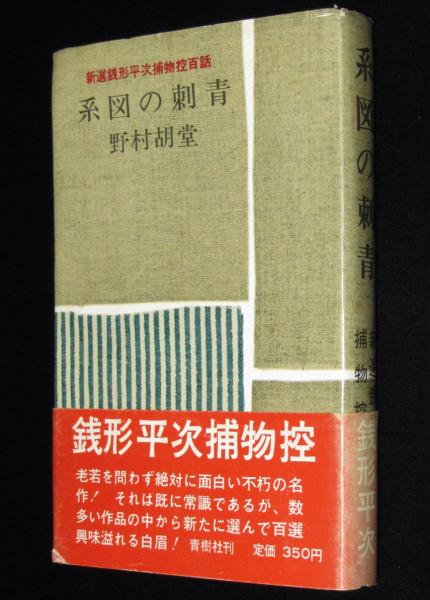 新選銭形平次捕物控百話
系図の刺青
野村胡堂
銭形平次捕物控
老若を問わず絶対に面白い不朽の名
作！それは既に常識であるが、数
多い作品の中から新たに選んで百選
興味溢れる白眉！青樹社刊 定価 350円
系図の刺青
捕物控
銭形平次